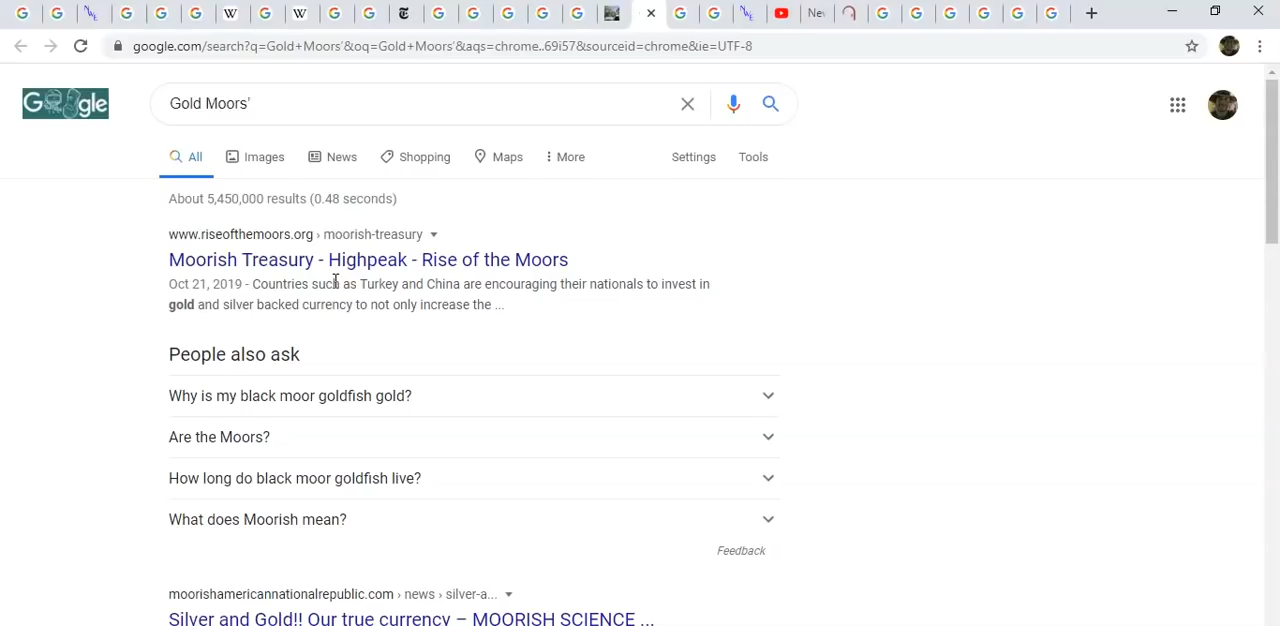 google.com/search?q=Gold+Moors'&oq=Gold+Moors'&aqs=chrome..69i57&sourceid=chrome&ie=UTF-8
Google
Gold Moors'
All Images News Shopping Maps More Settings Tools
About 5,450,000 results (0.48 seconds)
www.riseofthemoors.org › moorish-treasury
Moorish Treasury - Highpeak - Rise of the Moors
Oct 21, 2019 - Countries such as Turkey and China are encouraging their nationals to invest in
gold and silver backed currency to not only increase the ...
People also ask
Why is my black moor goldfish gold?
Are the Moors?
How long do black moor goldfish live?
What does Moorish mean?
Feedback
moorishamericannationalrepublic.com › news › silver-a...
Silver and Gold!! Our true currency – MOORISH SCIENCE ...